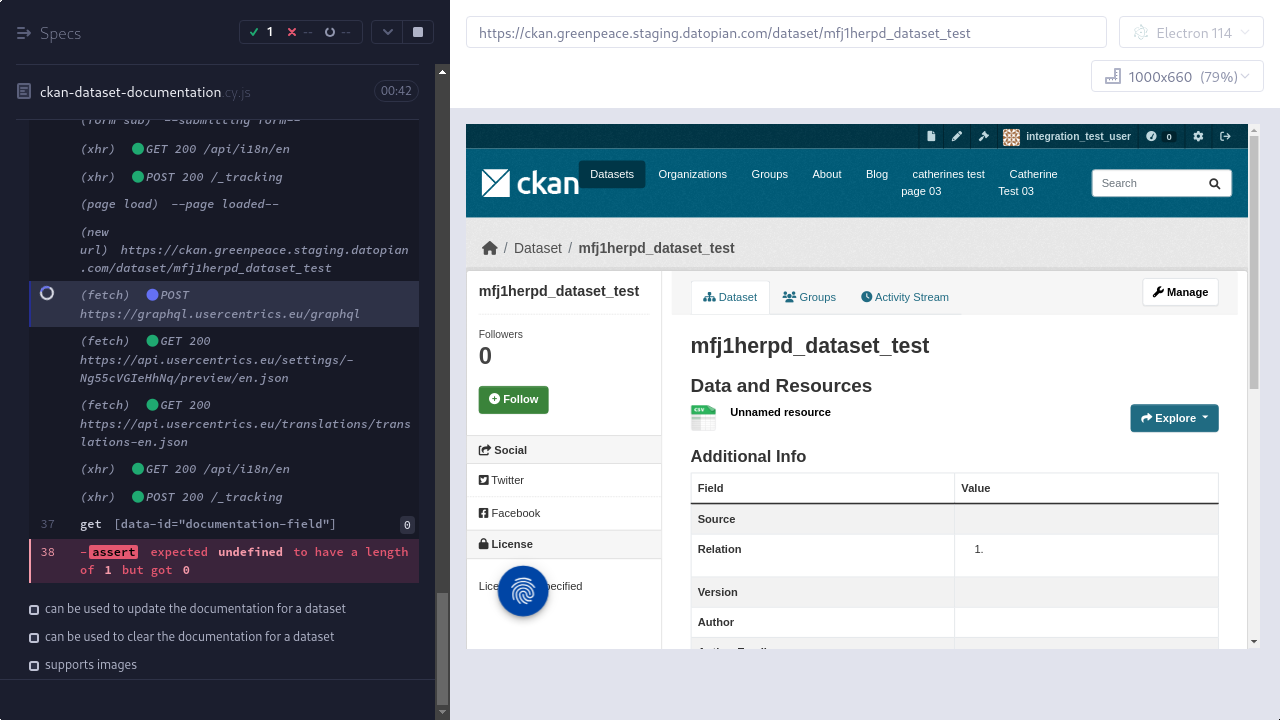 Specs
1 -- --
ckan-dataset-documentation.cy.js 00:42
(form sub) --submitting form--
(xhr) GET 200 /api/i18n/en
(xhr) POST 200 /_tracking
(page load) --page loaded--
(new
url) https://ckan.greenpeace.staging.datopian
.com/dataset/mfj1herpd_dataset_test
(fetch) POST
https://graphql.usercentrics.eu/graphql
(fetch) GET 200
https://api.usercentrics.eu/settings/-
Ng55cVGIeHhNq/preview/en.json
(fetch) GET 200
https://api.usercentrics.eu/translations/trans
lations-en.json
(xhr) GET 200 /api/i18n/en
(xhr) POST 200 /_tracking
37 get [data-id="documentation-field"] 0
38 -assert expected undefined to have a length
of 1 but got 0
can be used to update the documentation for a dataset
can be used to clear the documentation for a dataset
supports images
https://ckan.greenpeace.staging.datopian.com/dataset/mfj1herpd_dataset_test
Electron 114
1000x660 (79%)
integration_test_user 0
ckan
Datasets Organizations Groups About Blog catherines test Catherine
page 03 Test 03
Search
/ Dataset / mfj1herpd_dataset_test
mfj1herpd_dataset_test
Followers
0
Follow
Social
Twitter
Facebook
License
Dataset Groups Activity Stream
Manage
mfj1herpd_dataset_test
Data and Resources
CSV Unnamed resource
Explore
Additional Info
Field Value
Source
Relation 1.
Version
Author